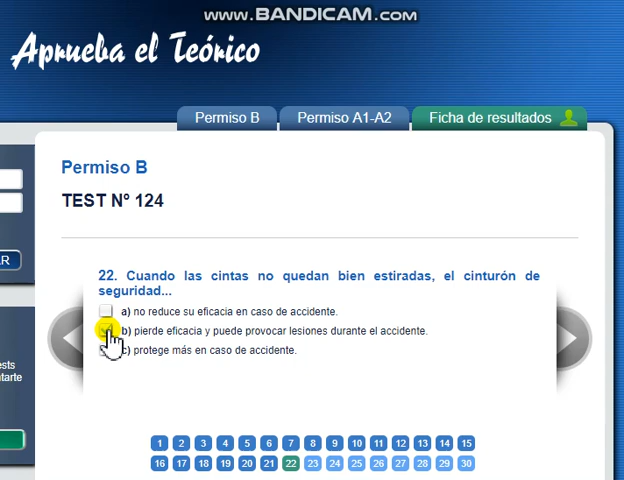 www.BANDICAM.com
Aprueba el Teórico
Permiso B
Permiso A1-A2
Ficha de resultados
Permiso B
TEST Nº 124
R
22. Cuando las cintas no quedan bien estiradas, el cinturón de
seguridad...
a) no reduce su eficacia en caso de accidente.
b) pierde eficacia y puede provocar lesiones durante el accidente.
c) protege más en caso de accidente.
ests
tarte
1 2 3 4 5 6 7 8 9 10 11 12 13 14 15
16 17 18 19 20 21 22 23 24 25 26 27 28 29 30